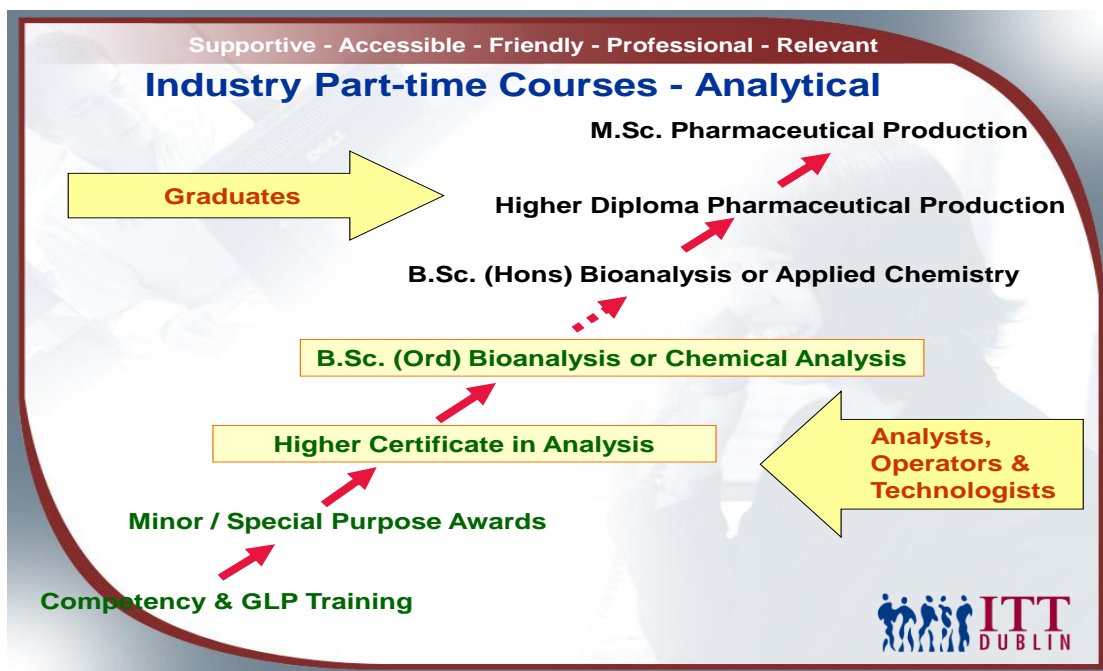 Supportive - Accessible - Friendly - Professional - Relevant
Industry Part-time Courses - Analytical
M.Sc. Pharmaceutical Production
Graduates
Higher Diploma Pharmaceutical Production
B.Sc. (Hons) Bioanalysis or Applied Chemistry
B.Sc. (Ord) Bioanalysis or Chemical Analysis
Higher Certificate in Analysis
Analysts,
Operators &
Technologists
Minor / Special Purpose Awards
Competency & GLP Training
ITT
DUBLIN
DELL